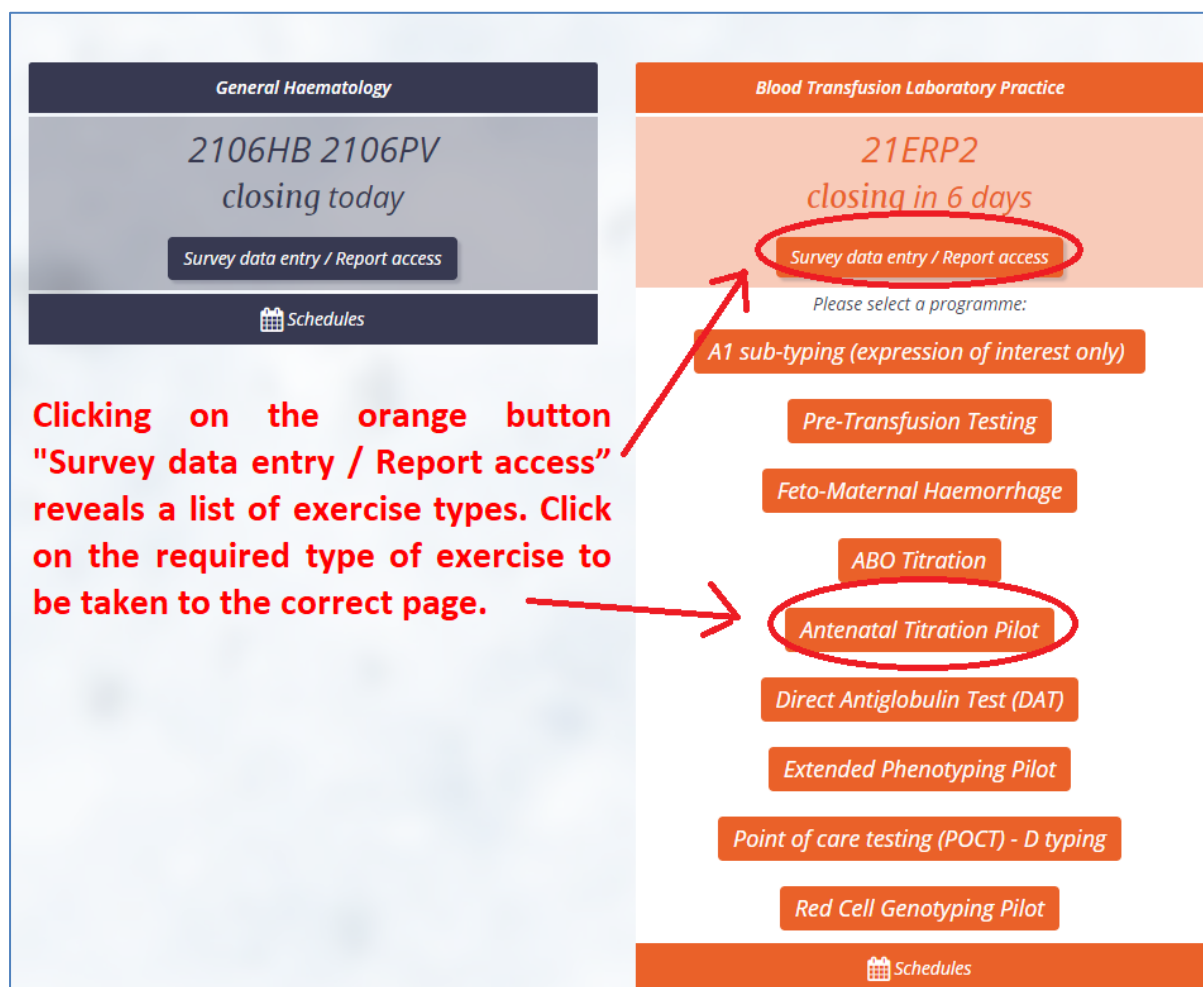 General Haematology
2106HB 2106PV
closing today
Survey data entry / Report access
Schedules
Clicking on the orange button
"Survey data entry / Report access”
reveals a list of exercise types. Click
on the required type of exercise to
be taken to the correct page.
Blood Transfusion Laboratory Practice
21ERP2
closing in 6 days
Survey data entry / Report access
Please select a programme:
A1 sub-typing (expression of interest only)
Pre-Transfusion Testing
Feto-Maternal Haemorrhage
ABO Titration
Antenatal Titration Pilot
Direct Antiglobulin Test (DAT)
Extended Phenotyping Pilot
Point of care testing (POCT) - D typing
Red Cell Genotyping Pilot
Schedules